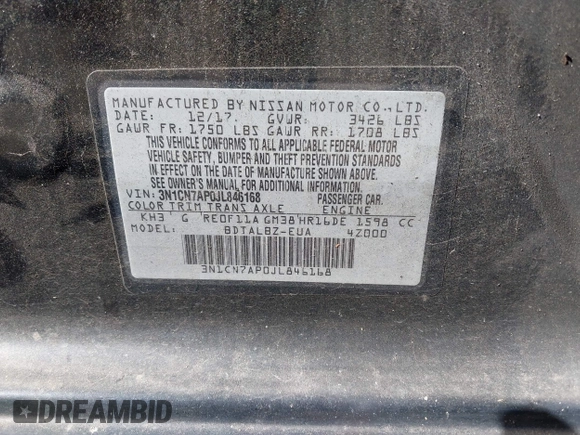 MANUFACTURED BY NISSAN MOTOR CO., LTD.
DATE: 12/17. GVWR: 3426 LBS
GAWR FR: 1750 LBS GAWR RR: 1708 LBS
THIS VEHICLE CONFORMS TO ALL APPLICABLE FEDERAL MOTOR
VEHICLE SAFETY, BUMPER AND THEFT PREVENTION STANDARDS
IN EFFECT ON THE DATE OF MANUFACTURE SHOWN ABOVE.
SEE OWNER'S MANUAL FOR ADDITIONAL INFORMATION.
VIN: 3N1CN7AP0JL846168 PASSENGER CAR.
COLOR TRIM TRANS AXLE ENGINE
KH3 G RE0F11A GM38 HR16DE 1598 CC
MODEL: BDTALBZ-EUA 4Z000
3N1CN7AP0JL846168
DREAMBID